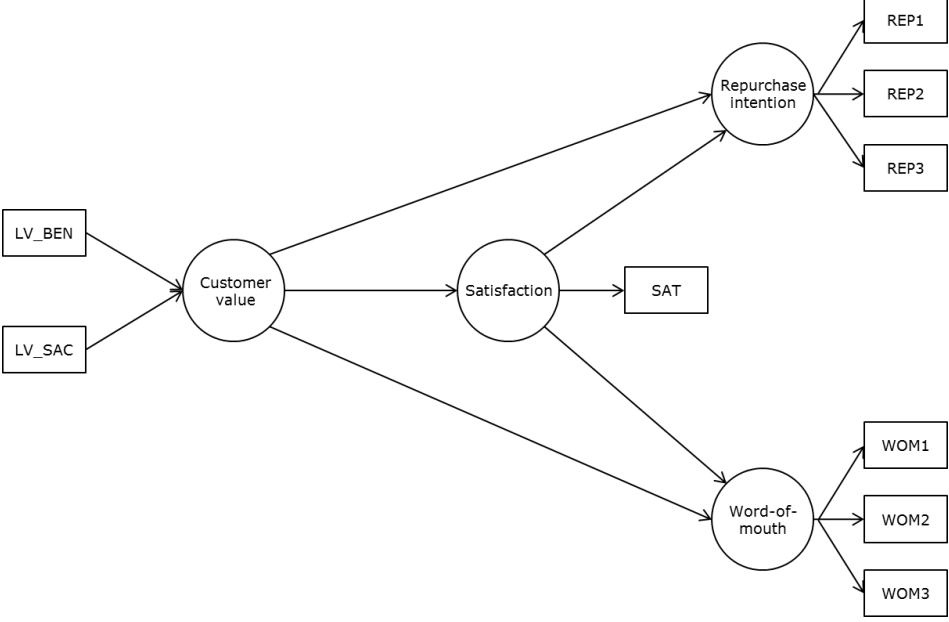 REP1
Repurchase
intention
REP2
REP3
LV_BEN
Customer
value
Satisfaction
SAT
LV_SAC
WOM1
Word-of-
mouth
WOM2
WOM3